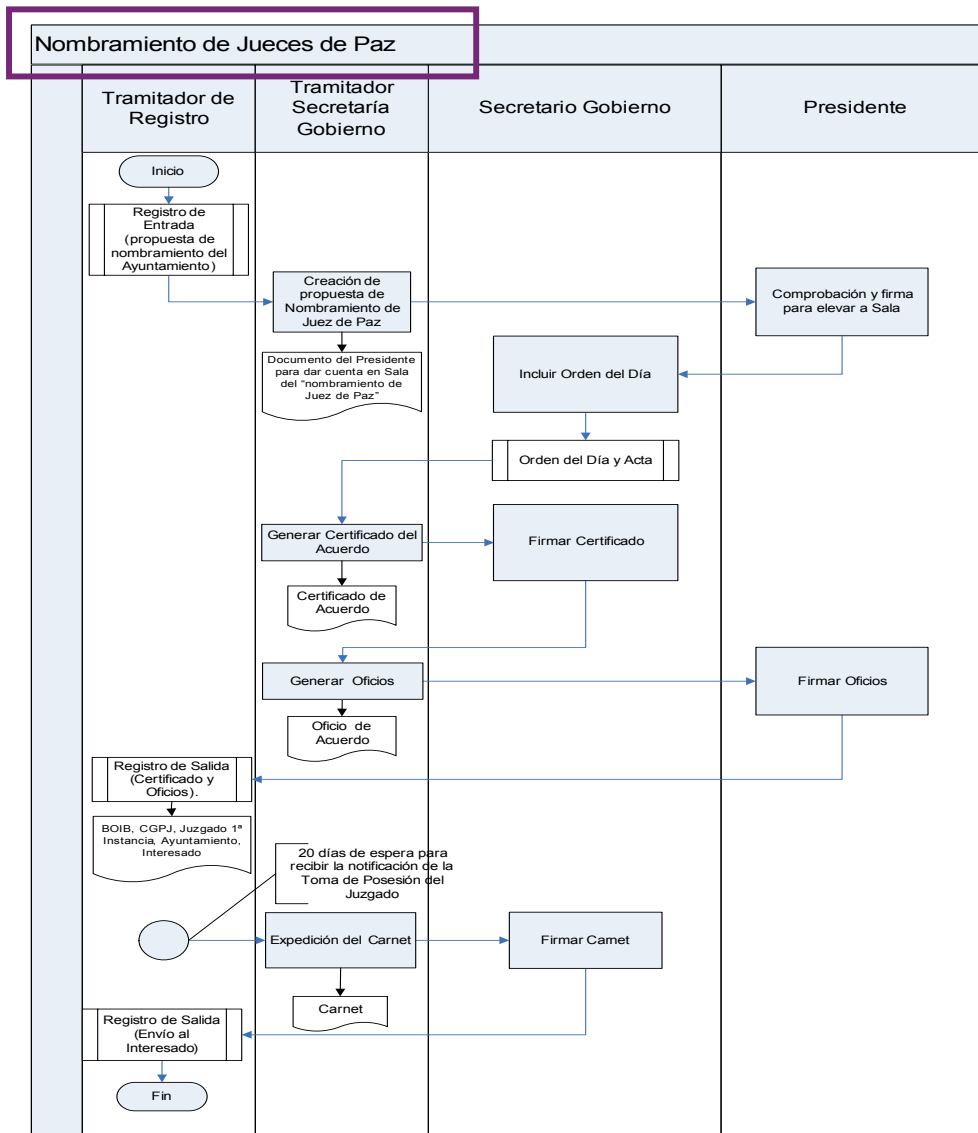 Nombramiento de Jueces de Paz
Tramitador de
Registro
Tramitador
Secretaría
Gobierno
Secretario Gobierno
Presidente
Inicio
Registro de
Entrada
(propuesta de
nombramiento del
Ayuntamiento)
Creación de
propuesta de
Nombramiento de
Juez de Paz
Comprobación y firma
para elevar a Sala
Documento del Presidente
para dar cuenta en Sala
del “nombramiento de
Juez de Paz”
Incluir Orden del Día
Orden del Día y Acta
Generar Certificado del
Acuerdo
Firmar Certificado
Certificado de
Acuerdo
Generar Oficios
Firmar Oficios
Oficio de
Acuerdo
Registro de Salida
(Certificado y
Oficios).
BOIB, CGPJ, Juzgado 1ª
Instancia, Ayuntamiento,
Interesado
20 días de espera para
recibir la notificación de la
Toma de Posesión del
Juzgado
Expedición del Carnet
Firmar Carnet
Carnet
Registro de Salida
(Envío al
Interesado)
Fin